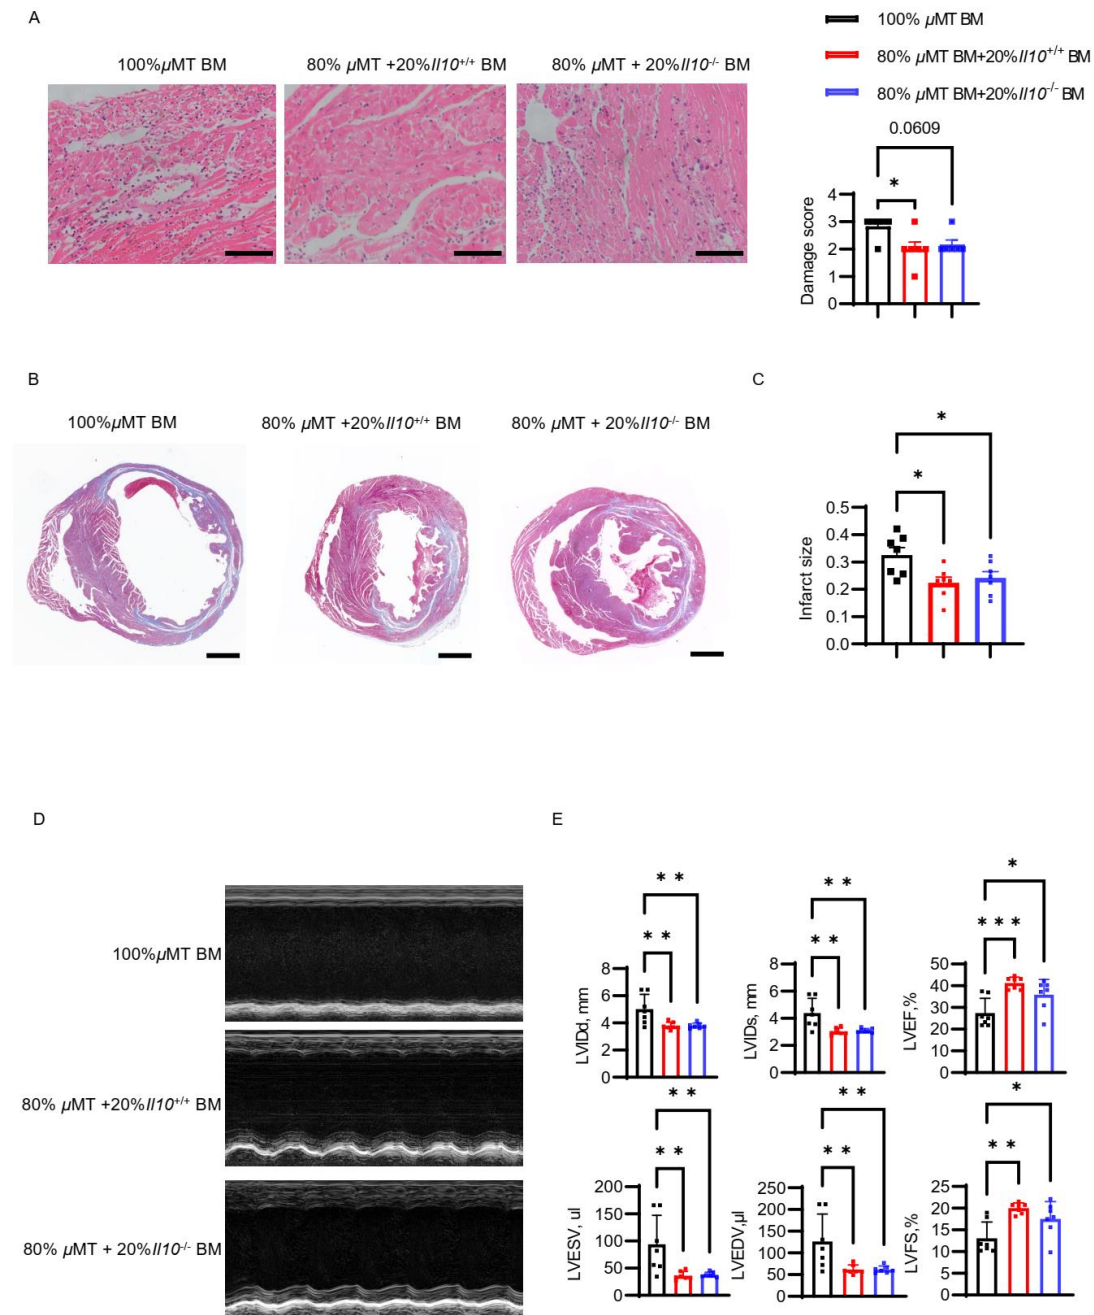 A
100% µMT BM
80% µMT BM+20%Il10+/+ BM
80% µMT BM+20%Il10-/- BM
100%µMT BM
80% µMT +20%Il10+/+ BM
80% µMT + 20%Il10-/- BM
0.0609
*
Damage score
4
3
2
1
0
B
100%µMT BM
80% µMT +20%Il10+/+ BM
80% µMT + 20%Il10-/- BM
C
*
*
Infarct size
0.5
0.4
0.3
0.2
0.1
0.0
D
100%µMT BM
80% µMT +20%Il10+/+ BM
80% µMT + 20%Il10-/- BM
E
**
**
LVIDd, mm
8
6
4
2
0
**
**
LVIDs, mm
8
6
4
2
0
*
***
LVEF,%
50
40
30
20
10
0
**
**
LVESV, ul
200
150
100
50
0
**
**
LVEDV,µl
250
200
150
100
50
0
*
**
LVFS,%
25
20
15
10
5
0